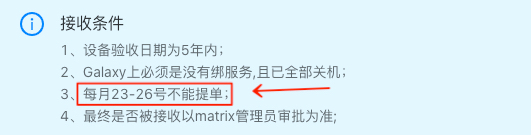 接收条件
1、设备验收日期为5年内；
2、Galaxy上必须是没有绑服务,且已全部关机；
3、每月23-26号不能提单；
4、最终是否被接收以matrix管理员审批为准;